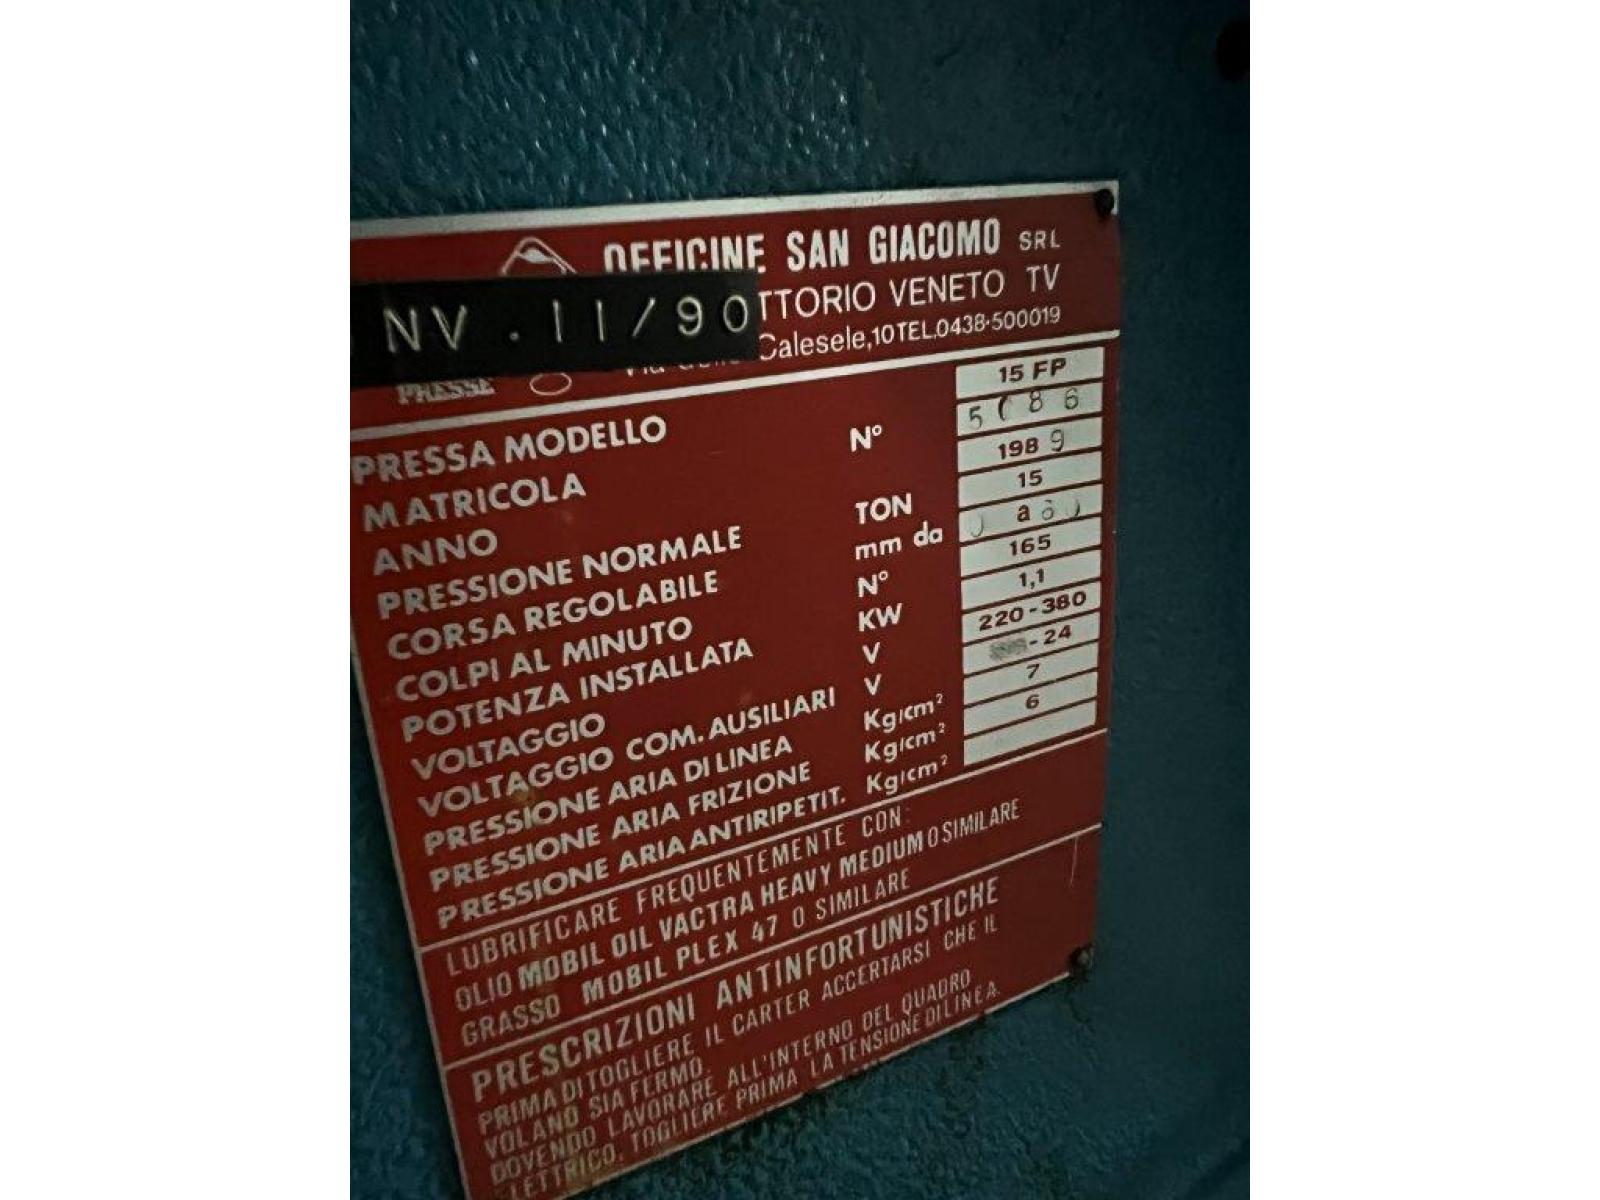 OFFICINE SAN GIACOMO SRL
NV. 11/90
TTORIO VENETO TV
Calesele,10 TEL.0438-500019
PRESSE
PRESSA MODELLO 15 FP
MATRICOLA N°
ANNO 1989
PRESSIONE NORMALE TON 15
CORSA REGOLABILE mm da a
COLPI AL MINUTO N° 165
POTENZA INSTALLATA KW 1,1
VOLTAGGIO V 220-380
VOLTAGGIO COM. AUSILIARI V -24
PRESSIONE ARIA DI LINEA Kg/cm² 7
PRESSIONE ARIA FRIZIONE Kg/cm² 6
PRESSIONE ARIA ANTIRIPETIT. Kg/cm²
LUBRIFICARE FREQUENTEMENTE CON:
OLIO MOBIL OIL VACTRA HEAVY MEDIUM O SIMILARE
GRASSO MOBIL PLEX 47 O SIMILARE
PRESCRIZIONI ANTINFORTUNISTICHE
PRIMA DI TOGLIERE IL CARTER ACCERTARSI CHE IL
VOLANO SIA FERMO.
DOVENDO LAVORARE ALL'INTERNO DEL QUADRO
ELETTRICO, TOGLIERE PRIMA LA TENSIONE DI LINEA.